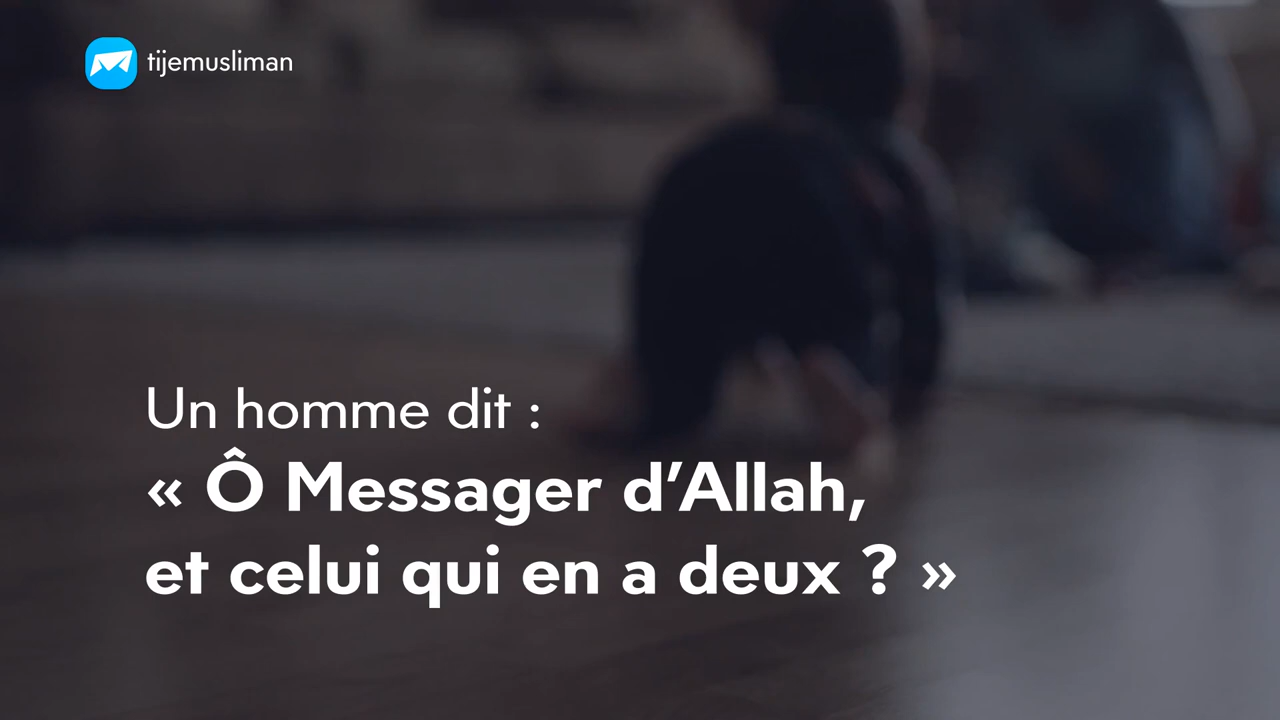 tijemusliman
Un homme dit :
« Ô Messager d’Allah,
et celui qui en a deux ? »